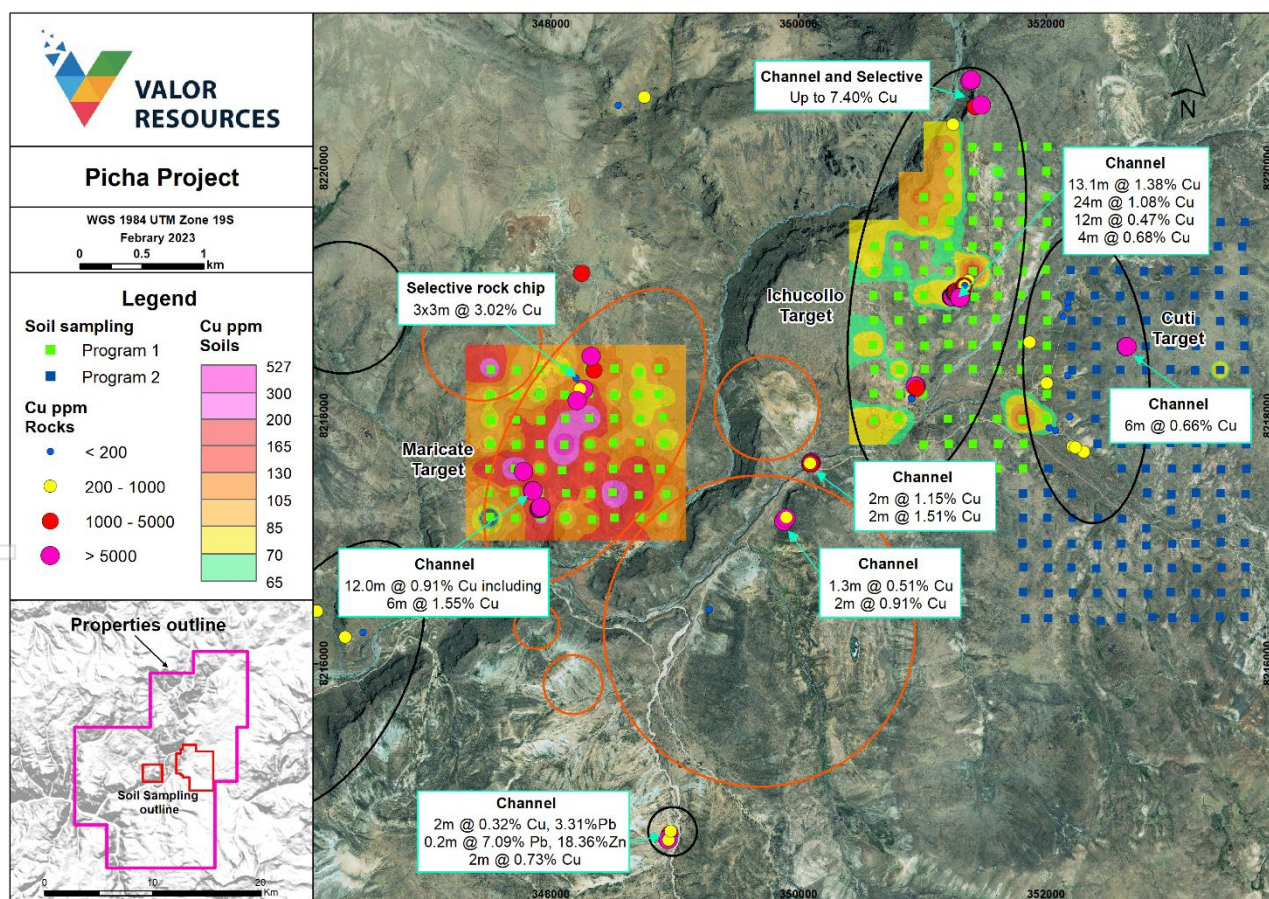 VALOR
RESOURCES
Picha Project
WGS 1984 UTM Zone 19S
Febrary 2023
0 0.5 1
km
Legend
Soil sampling
Program 1
Program 2
Cu ppm
Rocks
< 200
200 - 1000
1000 - 5000
> 5000
Cu ppm
Soils
527
300
200
165
130
105
85
70
65
Properties outline
Soil Sampling
outline
0 10 20
Km
348000
350000
352000
8220000
8220000
8218000
8218000
8216000
8216000
348000
350000
352000
N
Channel and Selective
Up to 7.40% Cu
Channel
13.1m @ 1.38% Cu
24m @ 1.08% Cu
12m @ 0.47% Cu
4m @ 0.68% Cu
Selective rock chip
3x3m @ 3.02% Cu
Ichucollo
Target
Cuti
Target
Maricate
Target
Channel
6m @ 0.66% Cu
Channel
2m @ 1.15% Cu
2m @ 1.51% Cu
Channel
12.0m @ 0.91% Cu including
6m @ 1.55% Cu
Channel
1.3m @ 0.51% Cu
2m @ 0.91% Cu
Channel
2m @ 0.32% Cu, 3.31%Pb
0.2m @ 7.09% Pb, 18.36%Zn
2m @ 0.73% Cu